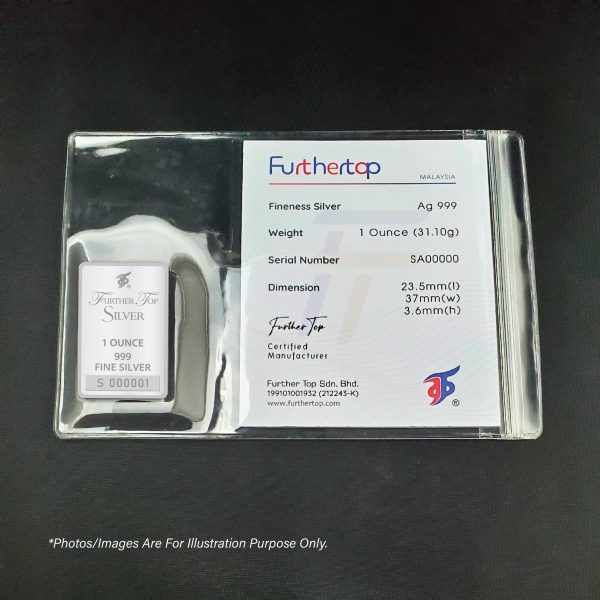 Furthertop
MALAYSIA
Fineness Silver Ag 999
Weight 1 Ounce (31.10g)
Serial Number SA00000
Dimension 23.5mm(l)
37mm(w)
3.6mm(h)
Further Top
Certified
Manufacturer
Further Top Sdn. Bhd.
199101001932 (212243-K)
www.furthertop.com
®
®
Further Top
Silver
1 OUNCE
999
FINE SILVER
S 000001
*Photos/Images Are For Illustration Purpose Only.